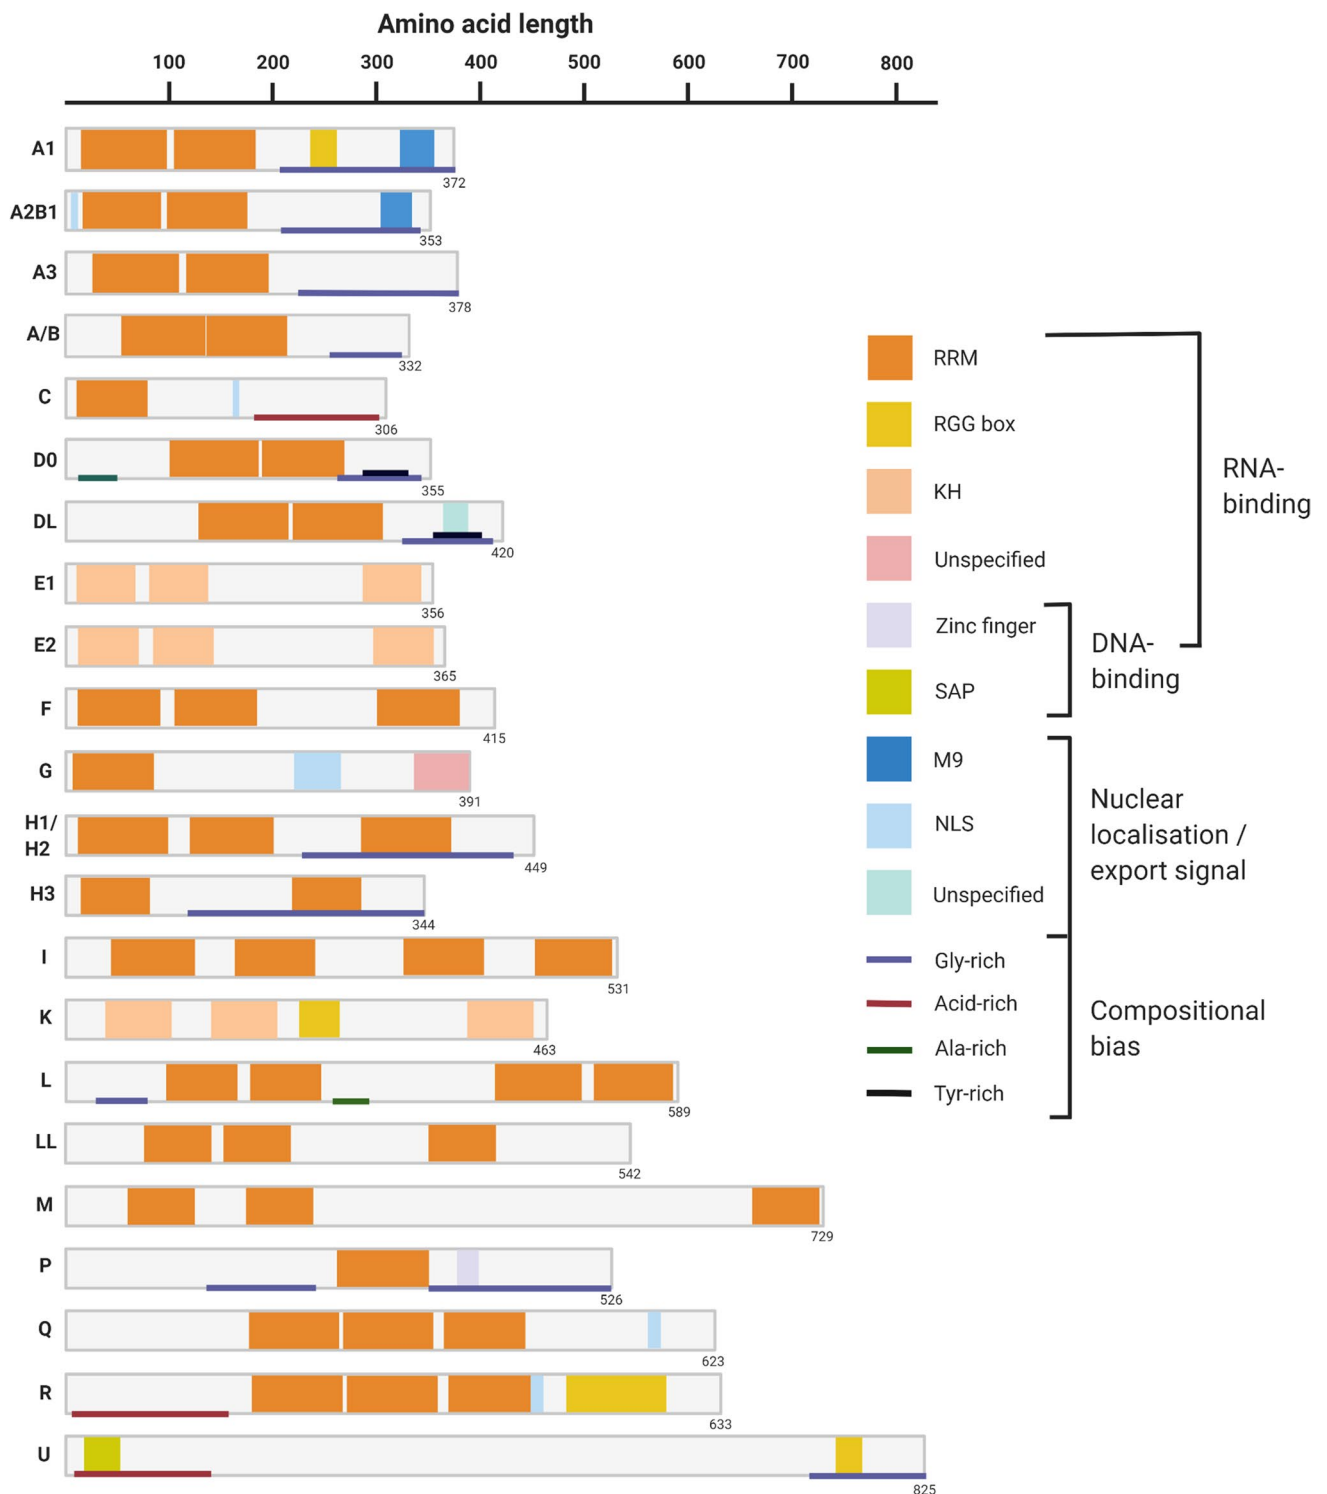 Amino acid length
100 200 300 400 500 600 700 800
A1
372
A2B1
353
A3
378
A/B
332
C
306
D0
355
DL
420
E1
356
E2
365
F
415
G
391
H1/
H2
449
H3
344
I
531
K
463
L
589
LL
542
M
729
P
526
Q
623
R
633
U
825
RRM
RGG box
KH
Unspecified
Zinc finger
SAP
M9
NLS
Unspecified
Gly-rich
Acid-rich
Ala-rich
Tyr-rich
RNA-
binding
DNA-
binding
Nuclear
localisation /
export signal
Compositional
bias